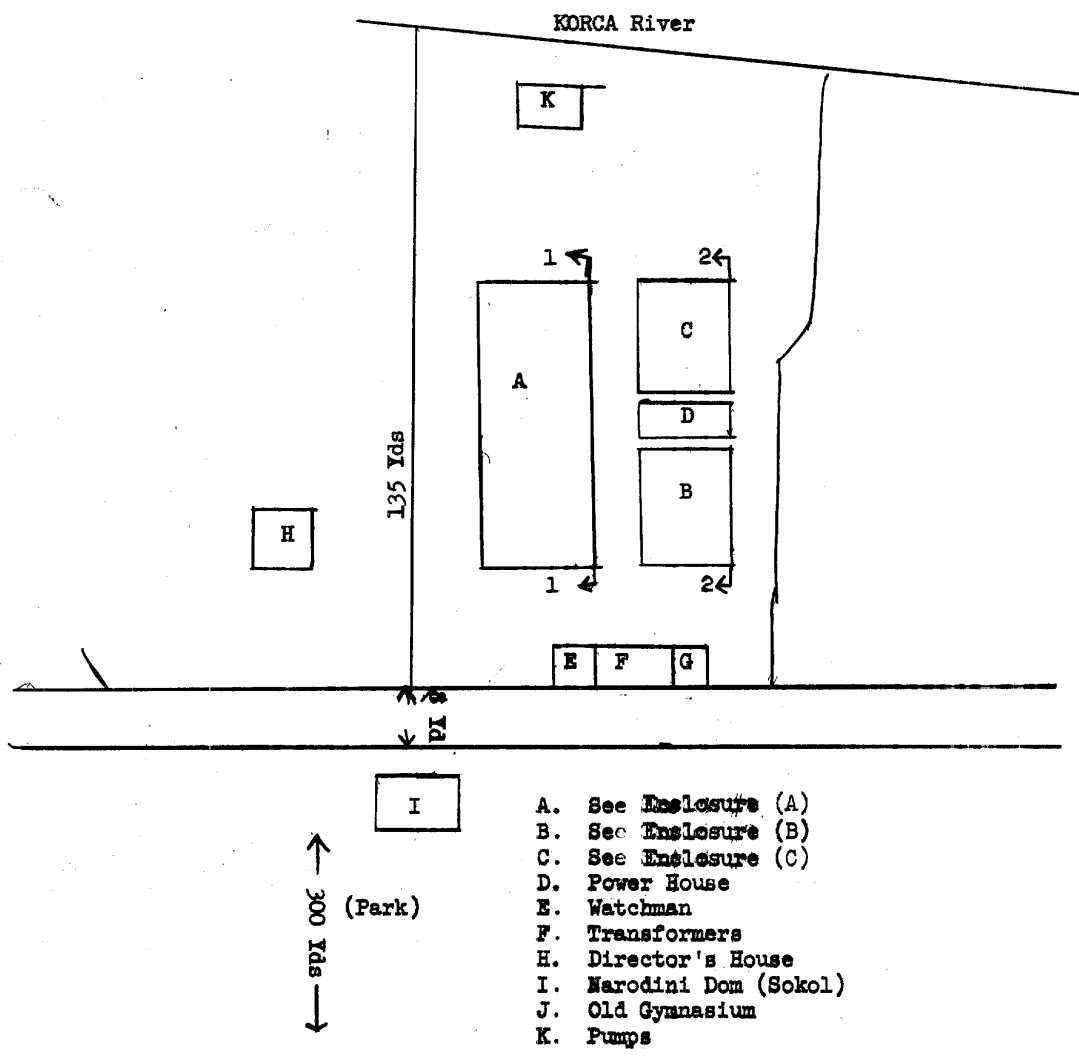 KORCA River
K
1
2
C
A
D
135 Yds
B
H
1
2
E F G
Yd
I
A. See Enclosure (A)
B. See Enclosure (B)
C. See Enclosure (C)
D. Power House
E. Watchman
F. Transformers
H. Director's House
I. Narodini Dom (Sokol)
J. Old Gymnasium
K. Pumps
(Park)
300 Yds